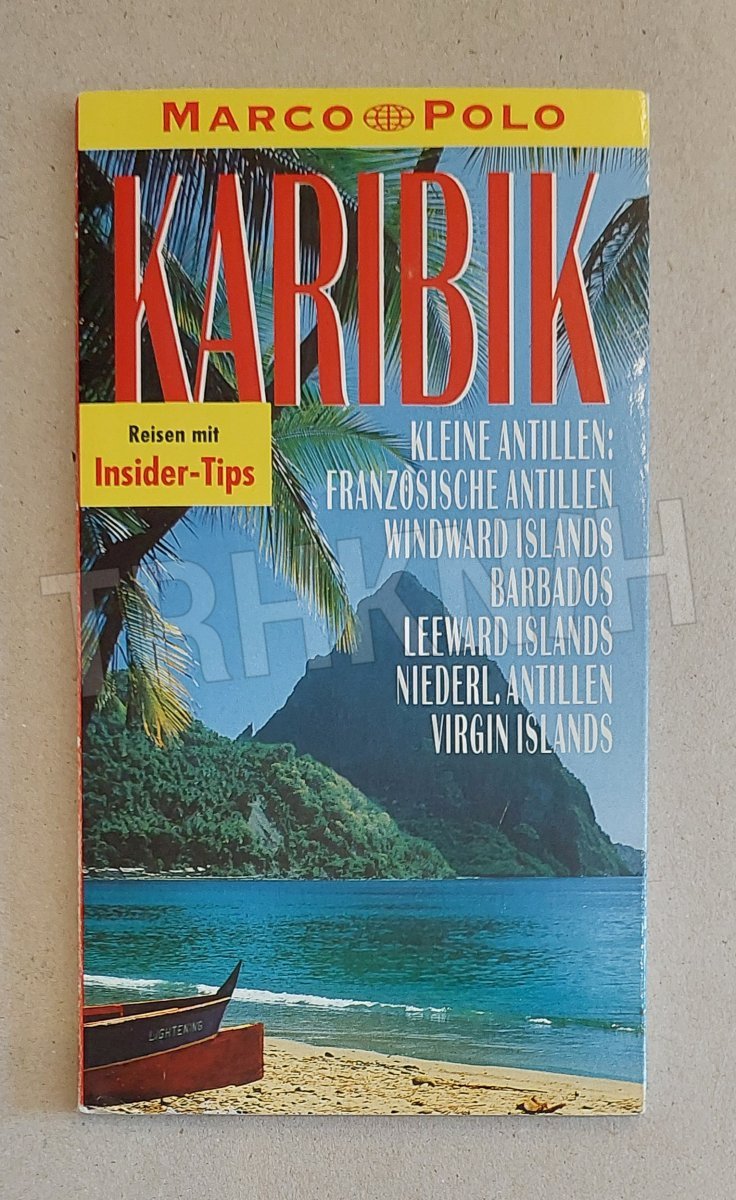 MARCO POLO
KARIBIK
Reisen mit
Insider-Tips
KLEINE ANTILLEN:
FRANZÖSISCHE ANTILLEN
WINDWARD ISLANDS
BARBADOS
LEEWARD ISLANDS
NIEDERL. ANTILLEN
VIRGIN ISLANDS
TRHKNIH
LIGHTENING